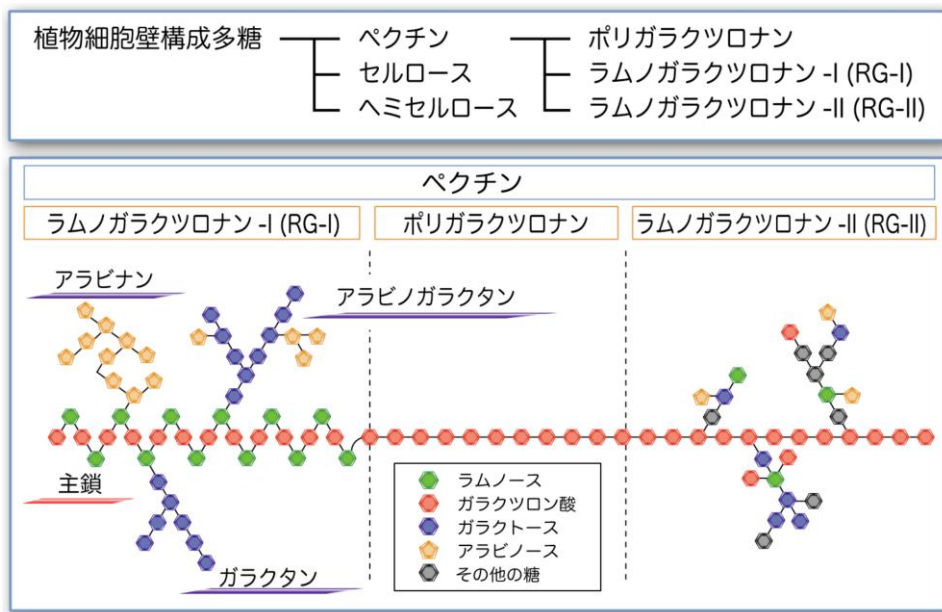 植物細胞壁構成多糖
ペクチン
セルロース
ヘミセルロース
ポリガラクツロナン
ラムノガラクツロナン -I (RG-I)
ラムノガラクツロナン -II (RG-II)
ペクチン
ラムノガラクツロナン -I (RG-I)
ポリガラクツロナン
ラムノガラクツロナン -II (RG-II)
アラビナン
アラビノガラクタン
主鎖
ガラクタン
ラムノース
ガラクツロン酸
ガラクトース
アラビノース
その他の糖